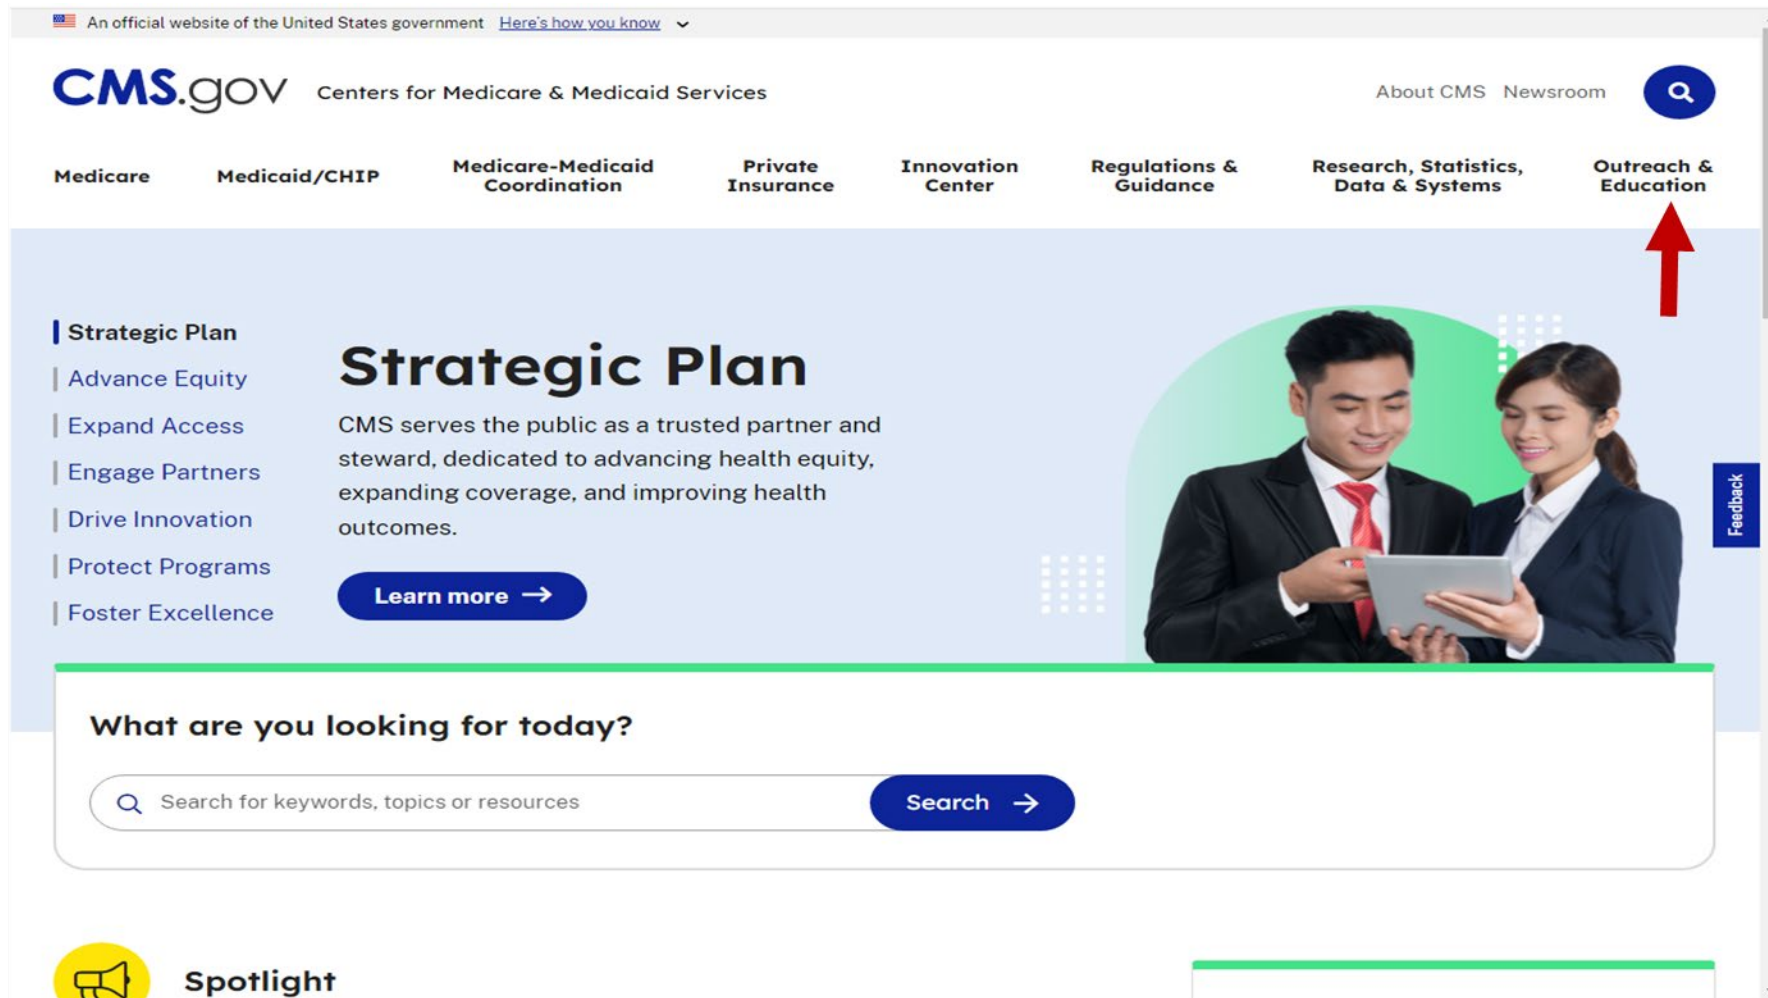 An official website of the United States government Here's how you know
CMS.gov Centers for Medicare & Medicaid Services
About CMS Newsroom
Medicare
Medicaid/CHIP
Medicare-Medicaid
Coordination
Private
Insurance
Innovation
Center
Regulations &
Guidance
Research, Statistics,
Data & Systems
Outreach &
Education
Strategic Plan
Advance Equity
Expand Access
Engage Partners
Drive Innovation
Protect Programs
Foster Excellence
Strategic Plan
CMS serves the public as a trusted partner and
steward, dedicated to advancing health equity,
expanding coverage, and improving health
outcomes.
Learn more →
Feedback
What are you looking for today?
Search for keywords, topics or resources
Search →
Spotlight